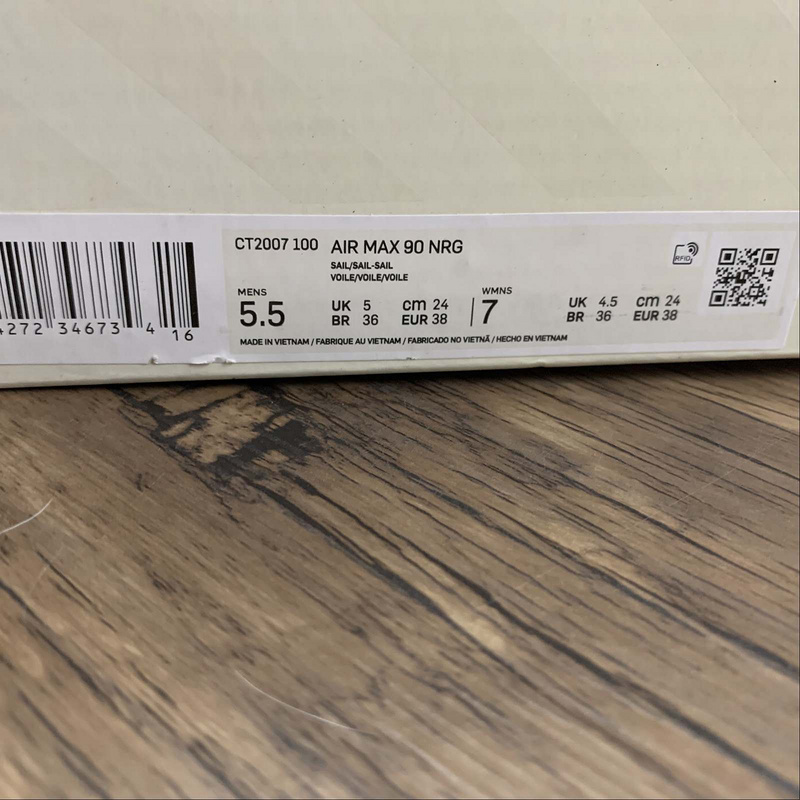 CT2007 100 AIR MAX 90 NRG
SAIL/SAIL-SAIL
VOILE/VOILE/VOILE
RFID
MENS
5.5
UK 5 cm 24
BR 36 EUR 38
WMNS
7
UK 4.5 cm 24
BR 36 EUR 38
MADE IN VIETNAM / FABRIQUE AU VIETNAM / FABRICADO NO VIETNÃ / HECHO EN VIETNAM
4272 34673 4 16